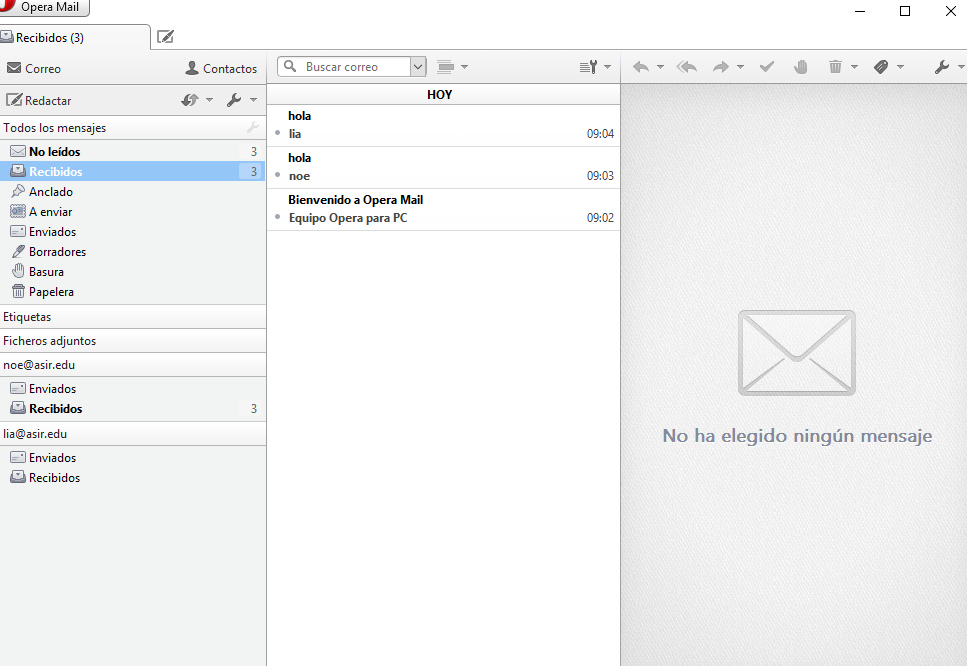 Opera Mail
Recibidos (3)
Correo
Contactos
Redactar
Todos los mensajes
No leídos 3
Recibidos 3
Anclado
A enviar
Enviados
Borradores
Basura
Papelera
Etiquetas
Ficheros adjuntos
noe@asir.edu
Enviados
Recibidos 3
lia@asir.edu
Enviados
Recibidos
Buscar correo
HOY
hola
lia 09:04
hola
noe 09:03
Bienvenido a Opera Mail
Equipo Opera para PC 09:02
No ha elegido ningún mensaje